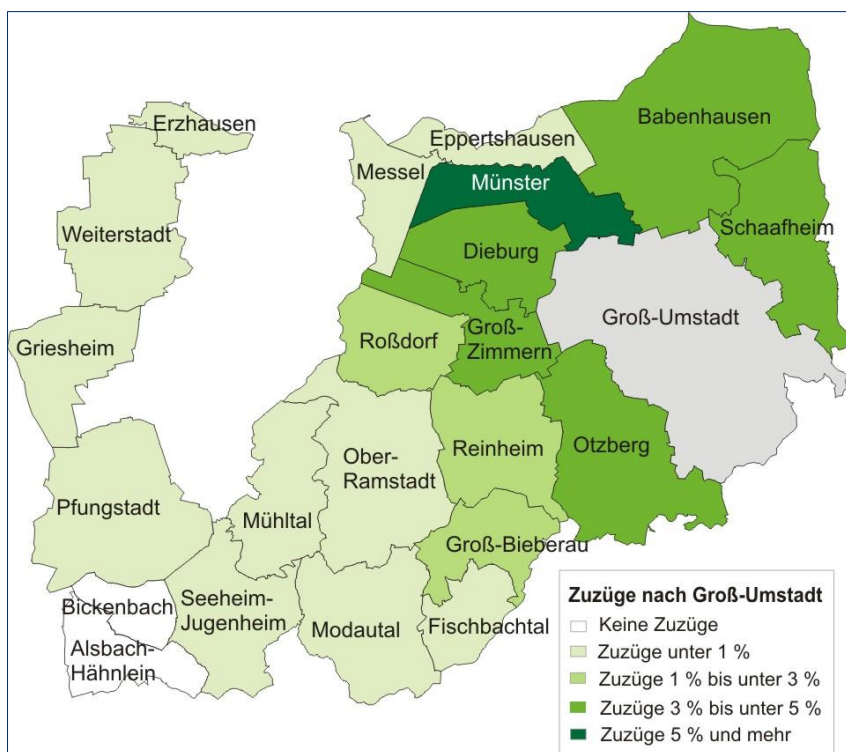 Erzhausen
Babenhausen
Eppertshausen
Messel
Münster
Weiterstadt
Schaafheim
Dieburg
Groß-Umstadt
Griesheim
Roßdorf
Groß-
Zimmern
Reinheim
Otzberg
Ober-
Ramstadt
Pfungstadt
Mühltal
Groß-Bieberau
Bickenbach
Seeheim-
Jugenheim
Modautal
Fischbachtal
Alsbach-
Hähnlein
Zuzüge nach Groß-Umstadt
Keine Zuzüge
Zuzüge unter 1 %
Zuzüge 1 % bis unter 3 %
Zuzüge 3 % bis unter 5 %
Zuzüge 5 % und mehr